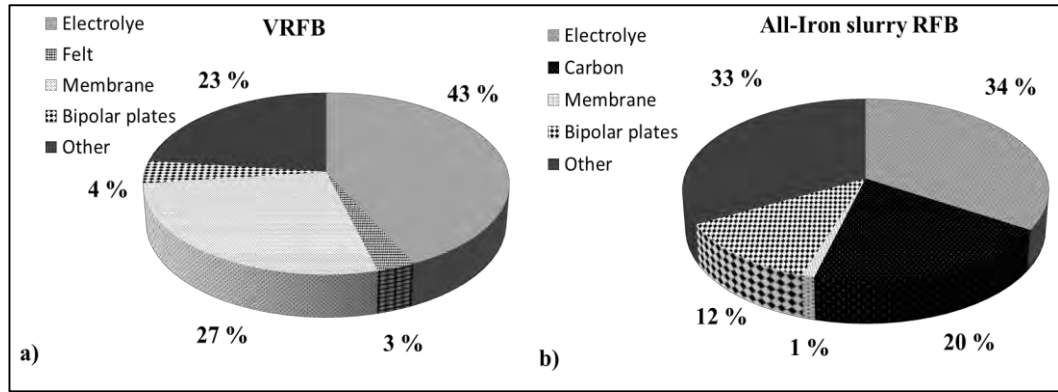 VRFB
Electrolye
Felt
Membrane
Bipolar plates
Other
23 %
43 %
4 %
27 %
3 %
a)
All-Iron slurry RFB
Electrolye
Carbon
Membrane
Bipolar plates
Other
33 %
34 %
12 %
1 %
20 %
b)